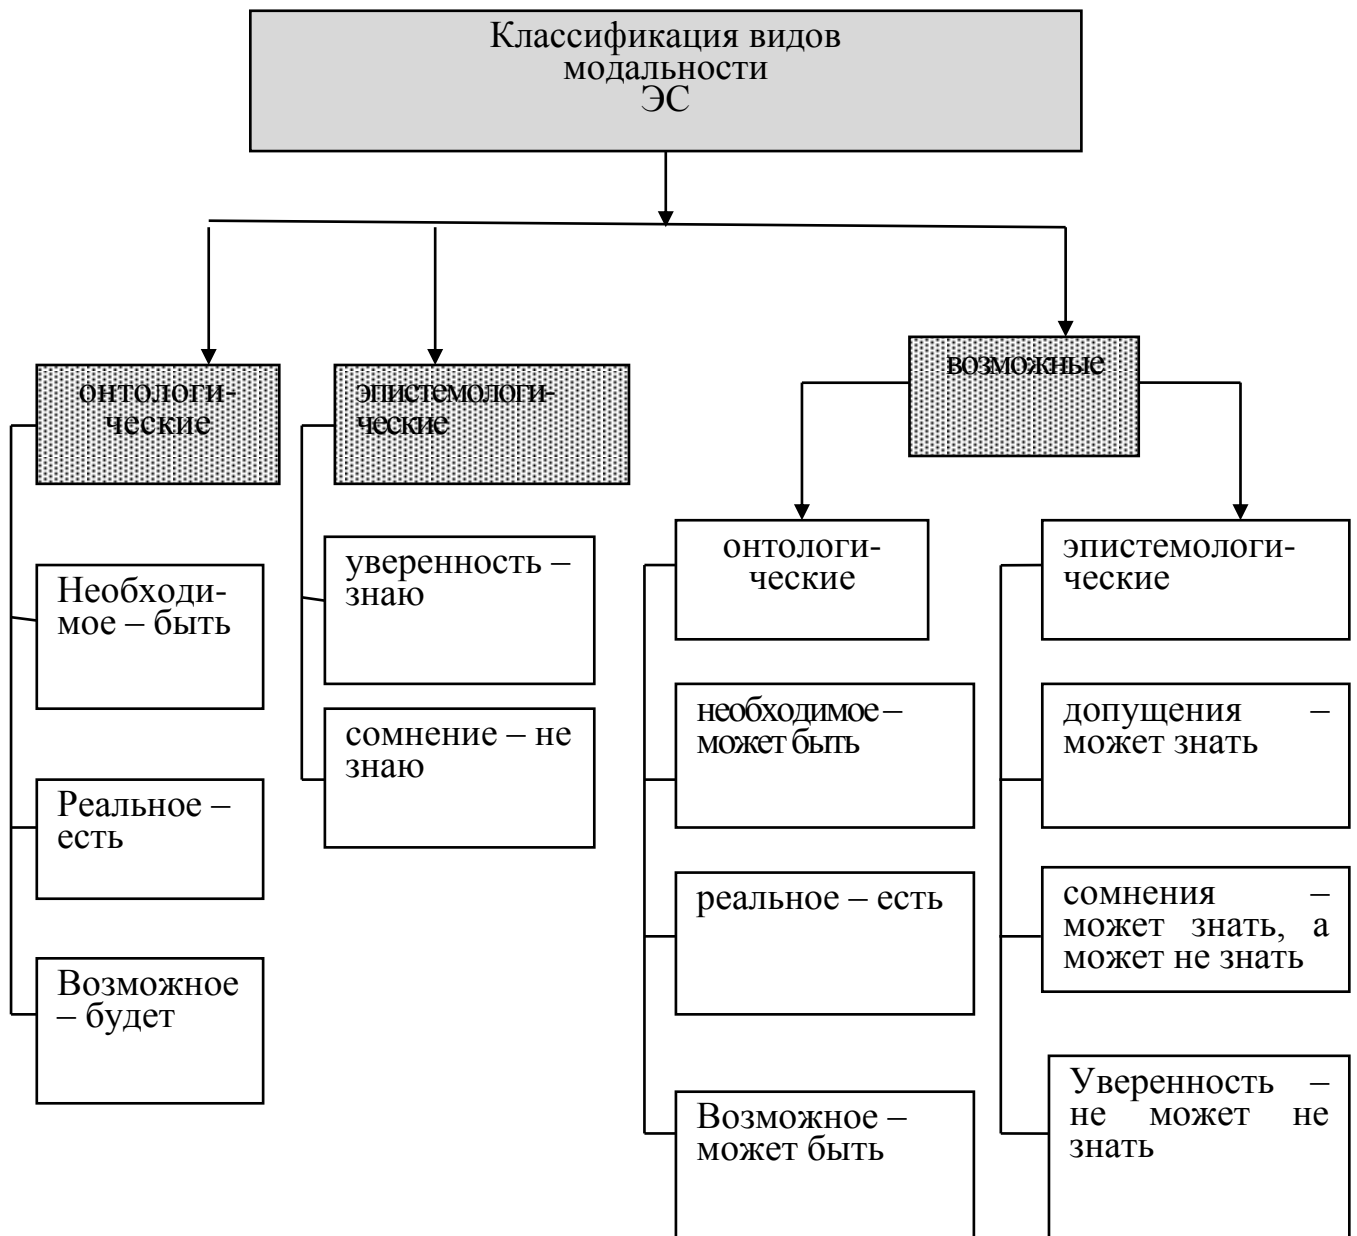 Классификация видов
модальности
ЭС
онтологи-
ческие
эпистемологи-
ческие
возможные
Необходи-
мое – быть
Реальное –
есть
Возможное
– будет
уверенность –
знаю
сомнение – не
знаю
онтологи-
ческие
необходимое –
может быть
реальное – есть
Возможное –
может быть
эпистемологи-
ческие
допущения –
может знать
сомнения –
может знать, а
может не знать
Уверенность –
не может не
знать